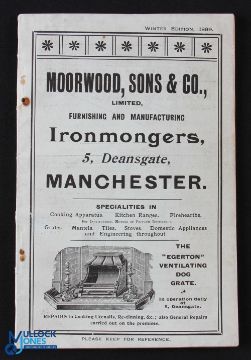 WINTER EDITION, 1899.
MOORWOOD, SONS & CO.,
LIMITED,
FURNISHING AND MANUFACTURING
Ironmongers,
5, Deansgate,
MANCHESTER.
SPECIALITIES IN
Cooking Apparatus. Kitchen Ranges. Firehearths.
Grates. Mantels. Tiles. Stoves. Domestic Appliances
and Engineering throughout
THE
"EGERTON"
VENTILATING
DOG
GRATE.
In operation daily
at
5, Deansgate.
REPAIRS to Cooking Utensils, Re-tinning, &c.; also General Repairs
carried out on the premises.
PLEASE KEEP FOR REFERENCE.
MULLOCK
JONES